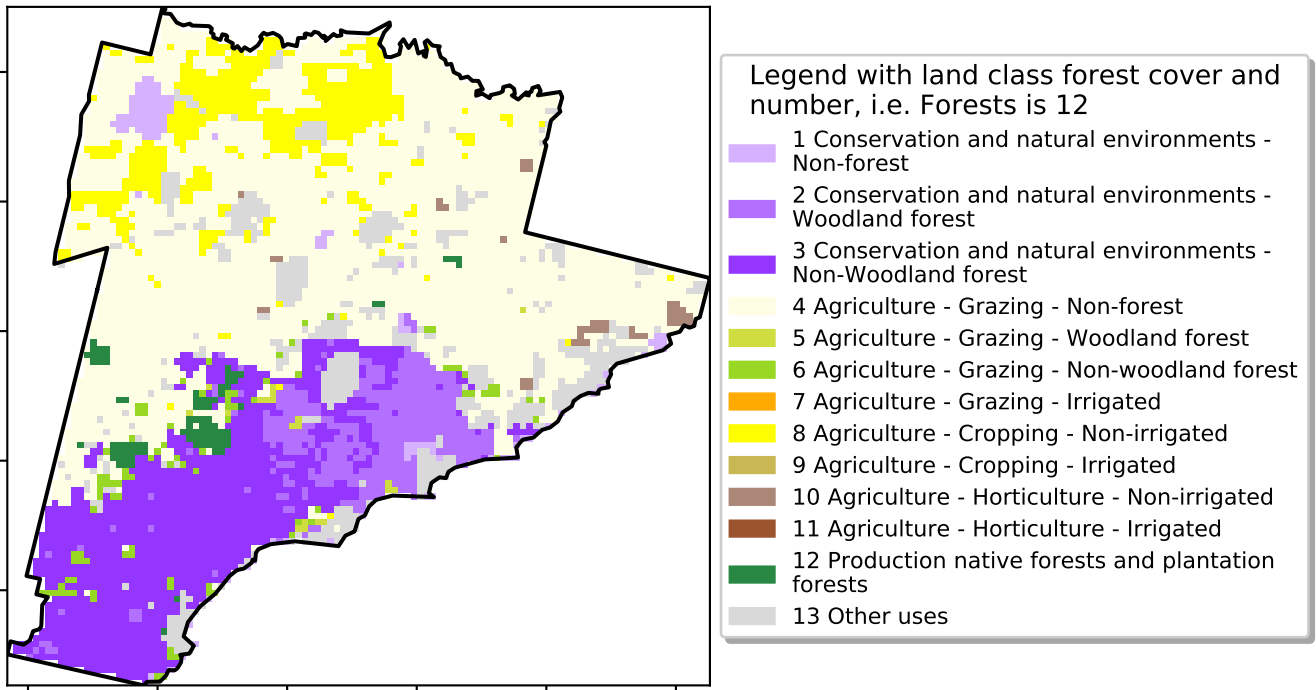 Legend with land class forest cover and
number, i.e. Forests is 12
1 Conservation and natural environments -
Non-forest
2 Conservation and natural environments -
Woodland forest
3 Conservation and natural environments -
Non-Woodland forest
4 Agriculture - Grazing - Non-forest
5 Agriculture - Grazing - Woodland forest
6 Agriculture - Grazing - Non-woodland forest
7 Agriculture - Grazing - Irrigated
8 Agriculture - Cropping - Non-irrigated
9 Agriculture - Cropping - Irrigated
10 Agriculture - Horticulture - Non-irrigated
11 Agriculture - Horticulture - Irrigated
12 Production native forests and plantation
forests
13 Other uses